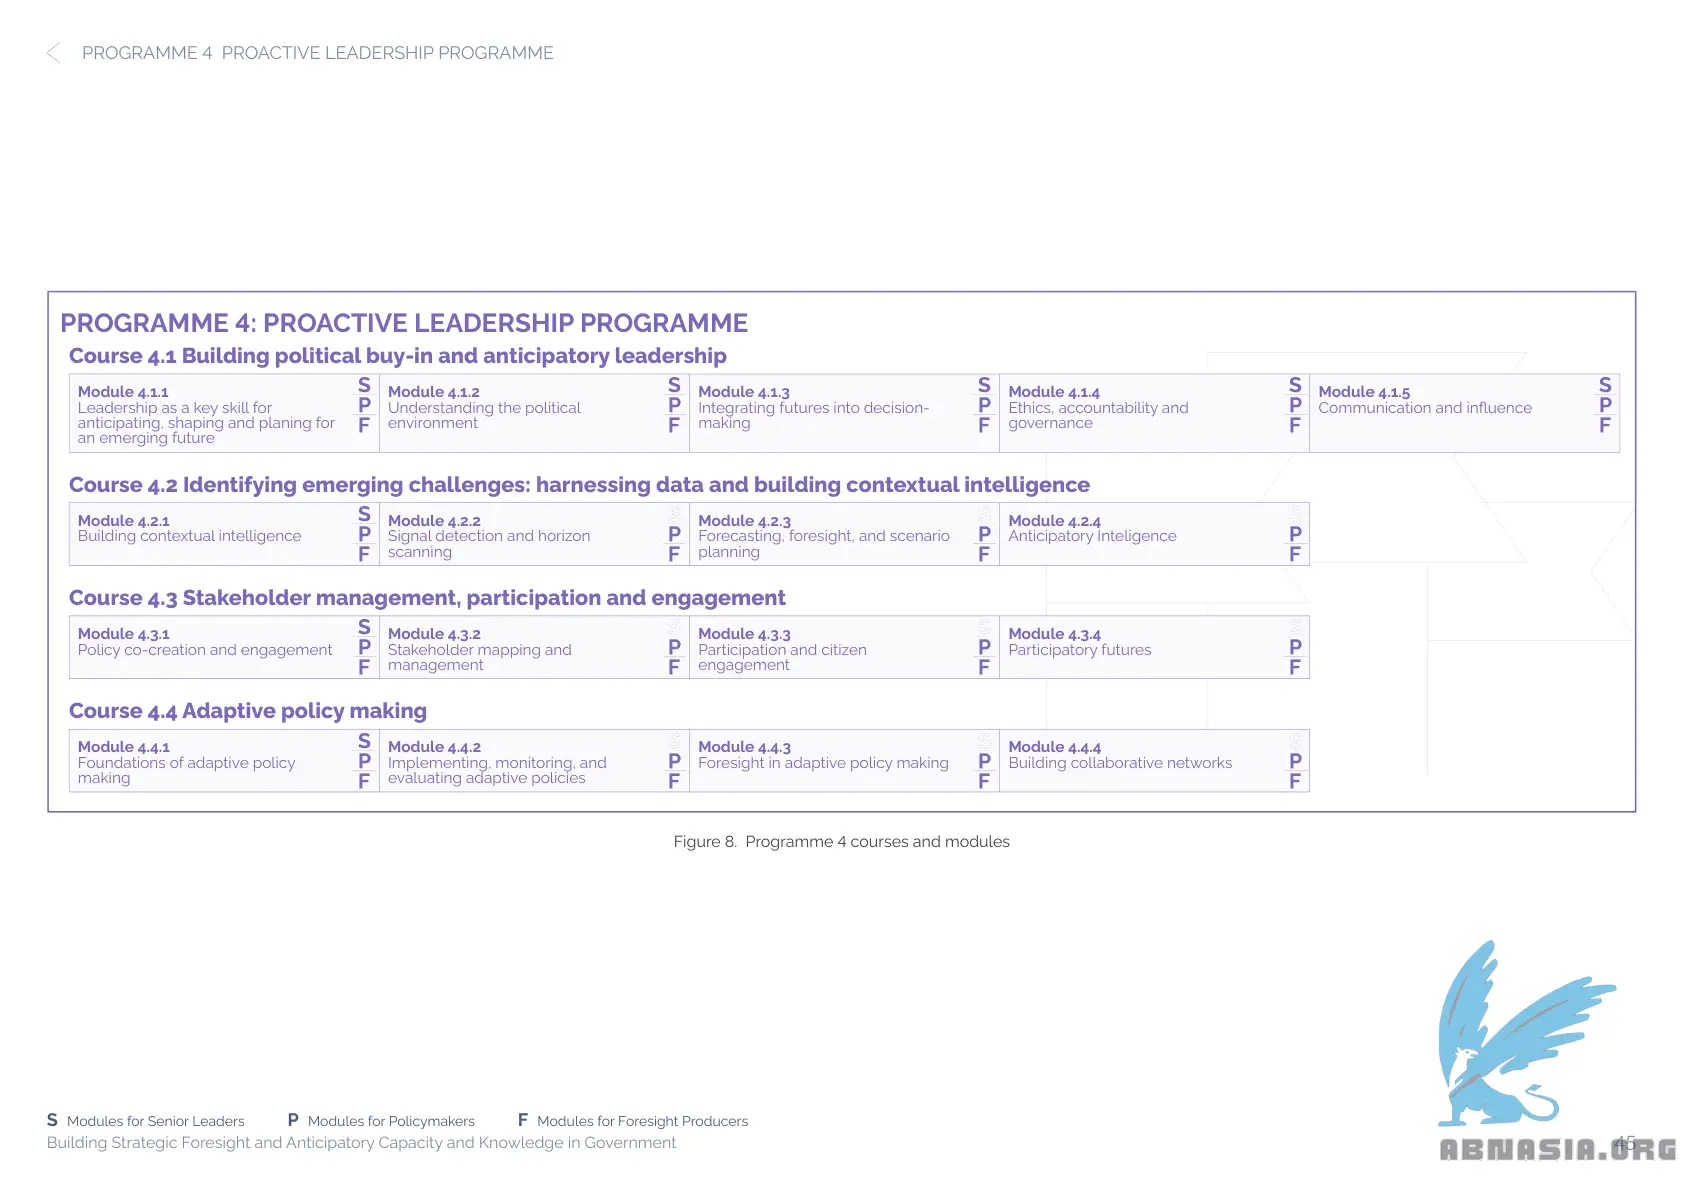 PROGRAMME 4 PROACTIVE LEADERSHIP PROGRAMME
PROGRAMME 4: PROACTIVE LEADERSHIP PROGRAMME
Course 4.1 Building political buy-in and anticipatory leadership
Module 4.1.1
Leadership as a key skill for
anticipating, shaping and planing for
an emerging future
S
P
F
Module 4.1.2
Understanding the political
environment
S
P
F
Module 4.1.3
Integrating futures into decision-
making
S
P
F
Module 4.1.4
Ethics, accountability and
governance
S
P
F
Module 4.1.5
Communication and influence
S
P
F
Course 4.2 Identifying emerging challenges: harnessing data and building contextual intelligence
Module 4.2.1
Building contextual intelligence
S
P
F
Module 4.2.2
Signal detection and horizon
scanning
S
P
F
Module 4.2.3
Forecasting, foresight, and scenario
planning
S
P
F
Module 4.2.4
Anticipatory Inteligence
S
P
F
Course 4.3 Stakeholder management, participation and engagement
Module 4.3.1
Policy co-creation and engagement
S
P
F
Module 4.3.2
Stakeholder mapping and
management
S
P
F
Module 4.3.3
Participation and citizen
engagement
S
P
F
Module 4.3.4
Participatory futures
S
P
F
Course 4.4 Adaptive policy making
Module 4.4.1
Foundations of adaptive policy
making
S
P
F
Module 4.4.2
Implementing, monitoring, and
evaluating adaptive policies
S
P
F
Module 4.4.3
Foresight in adaptive policy making
S
P
F
Module 4.4.4
Building collaborative networks
S
P
F
Figure 8. Programme 4 courses and modules
S Modules for Senior Leaders P Modules for Policymakers F Modules for Foresight Producers
Building Strategic Foresight and Anticipatory Capacity and Knowledge in Government
45
ABNASIA.ORG